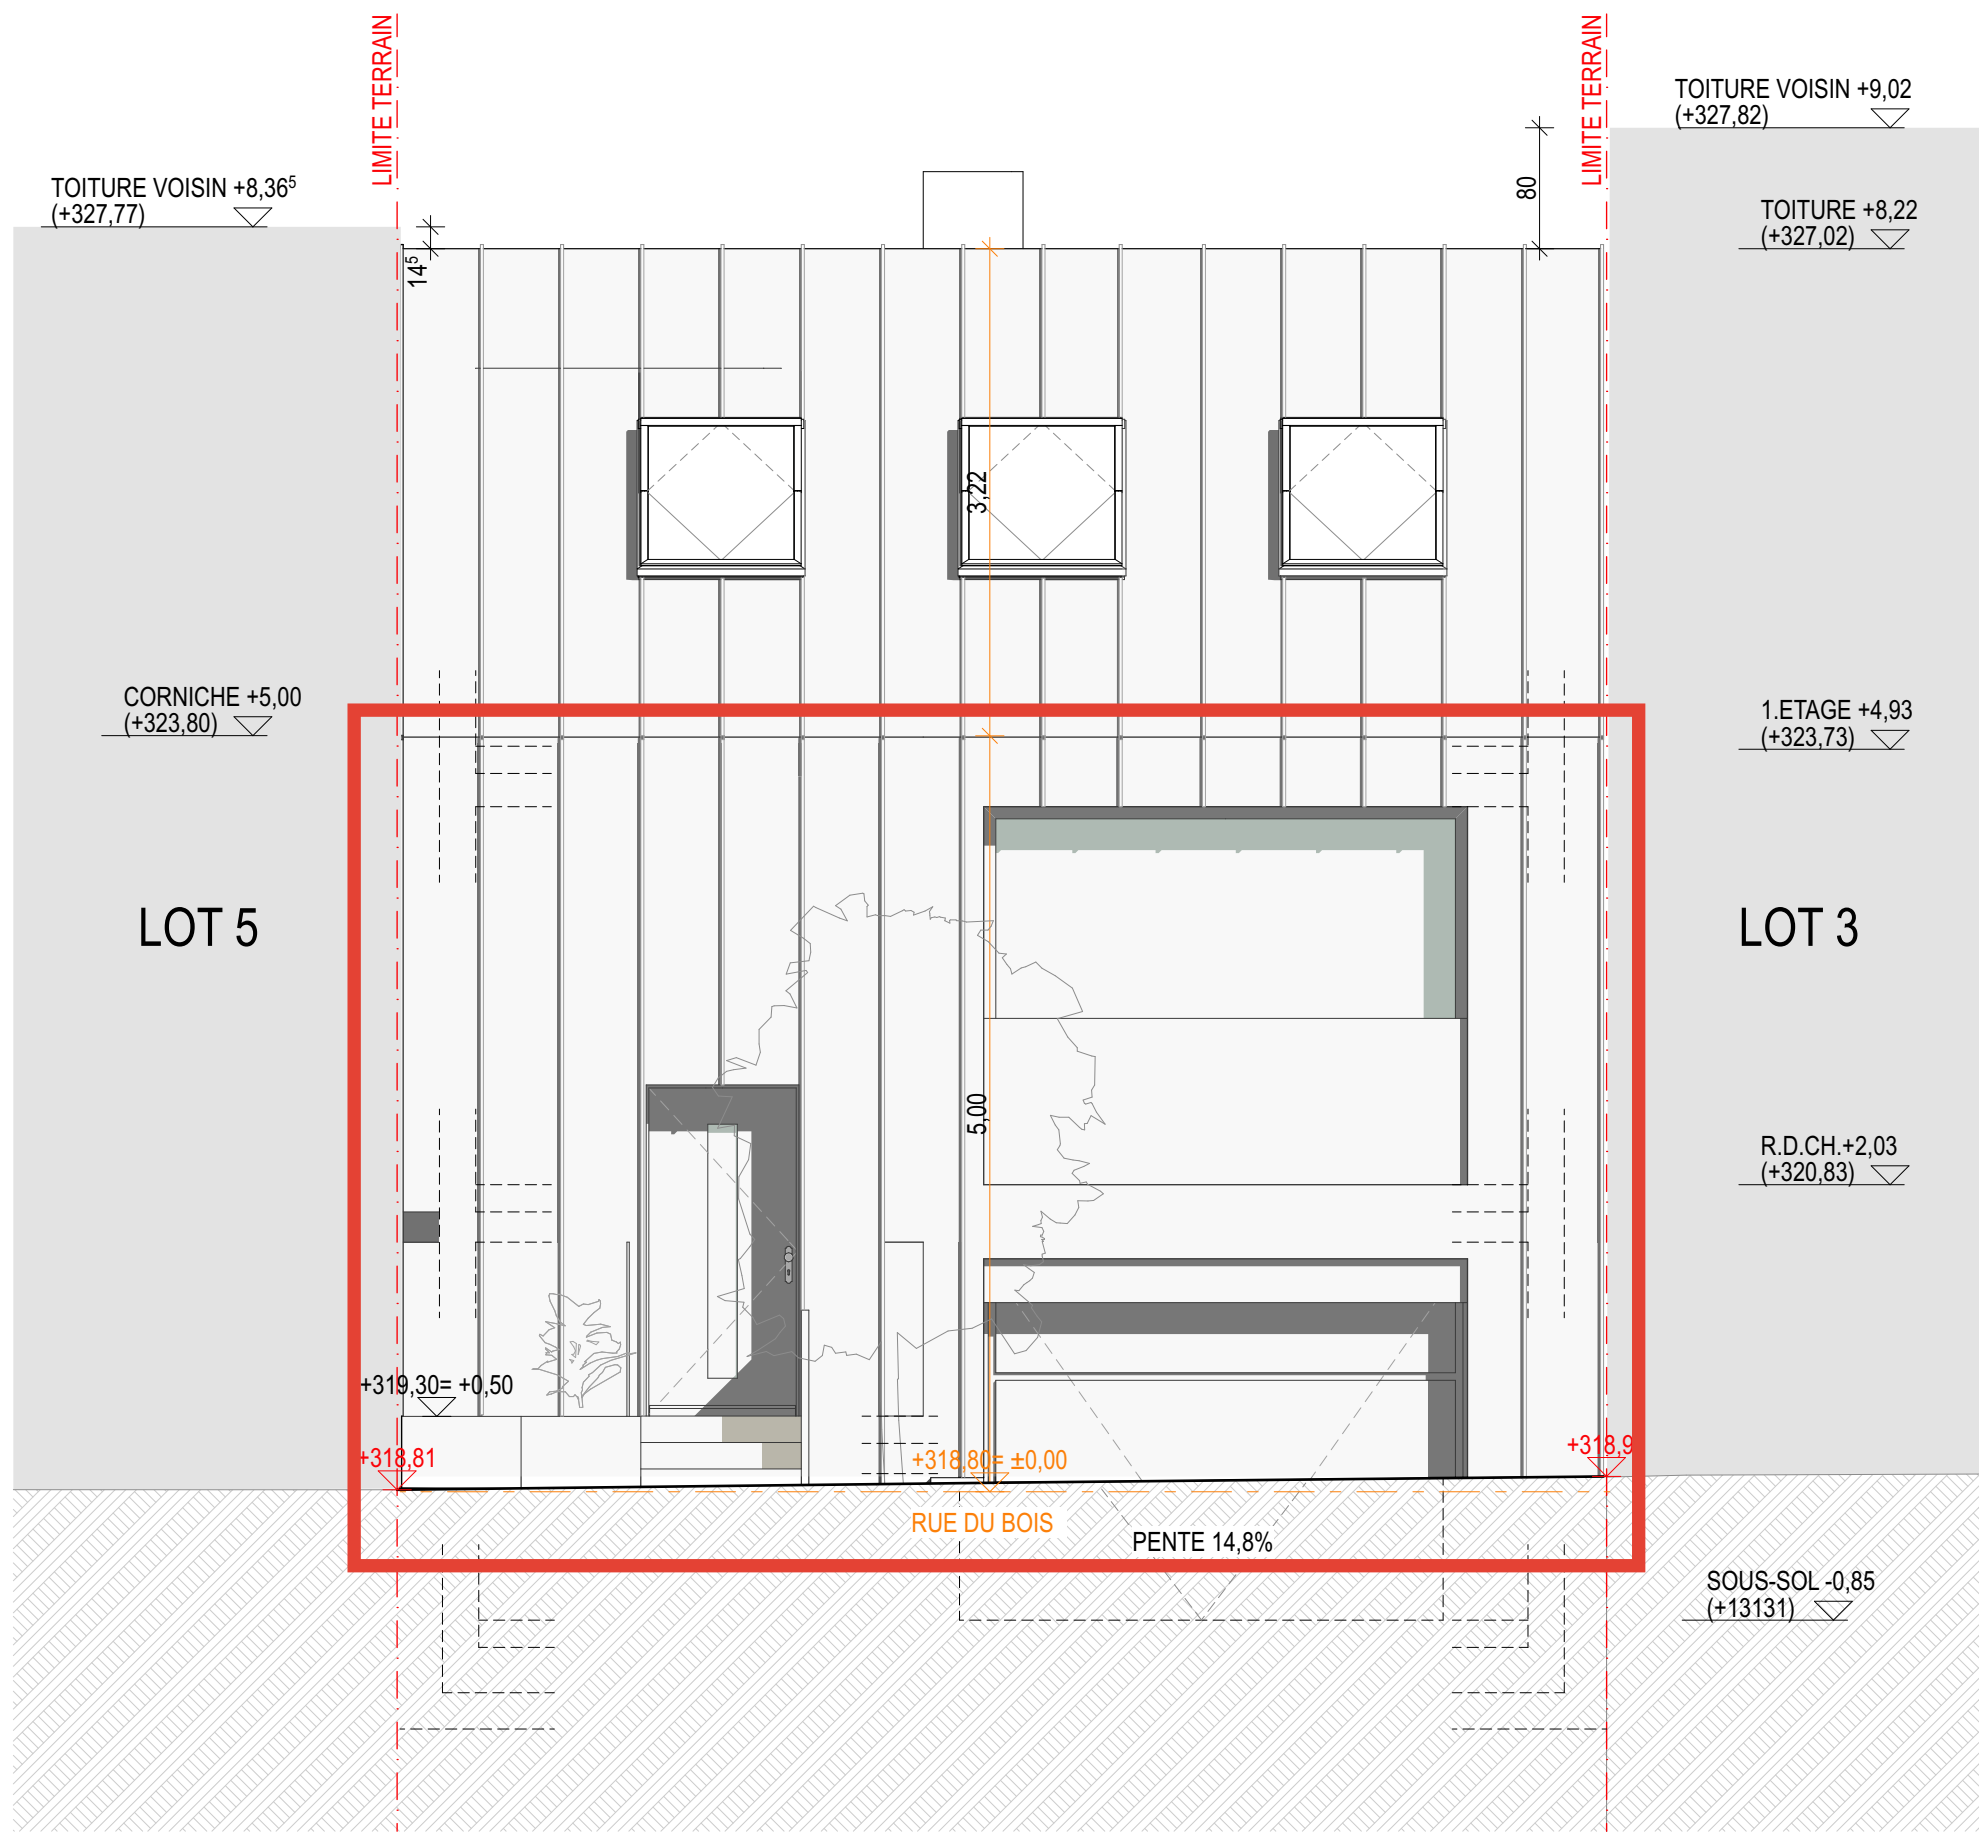 LIMITE TERRAIN
LIMITE TERRAIN
TOITURE VOISIN +9,02
(+327,82)
80
TOITURE VOISIN +8,36⁵
(+327,77)
TOITURE +8,22
(+327,02)
14⁵
3,22
CORNICHE +5,00
(+323,80)
1.ETAGE +4,93
(+323,73)
LOT 5
LOT 3
5,00
R.D.CH.+2,03
(+320,83)
+319,30= +0,50
+318,81
+318,80= ±0,00
+318,9
RUE DU BOIS
PENTE 14,8%
SOUS-SOL -0,85
(+13131)